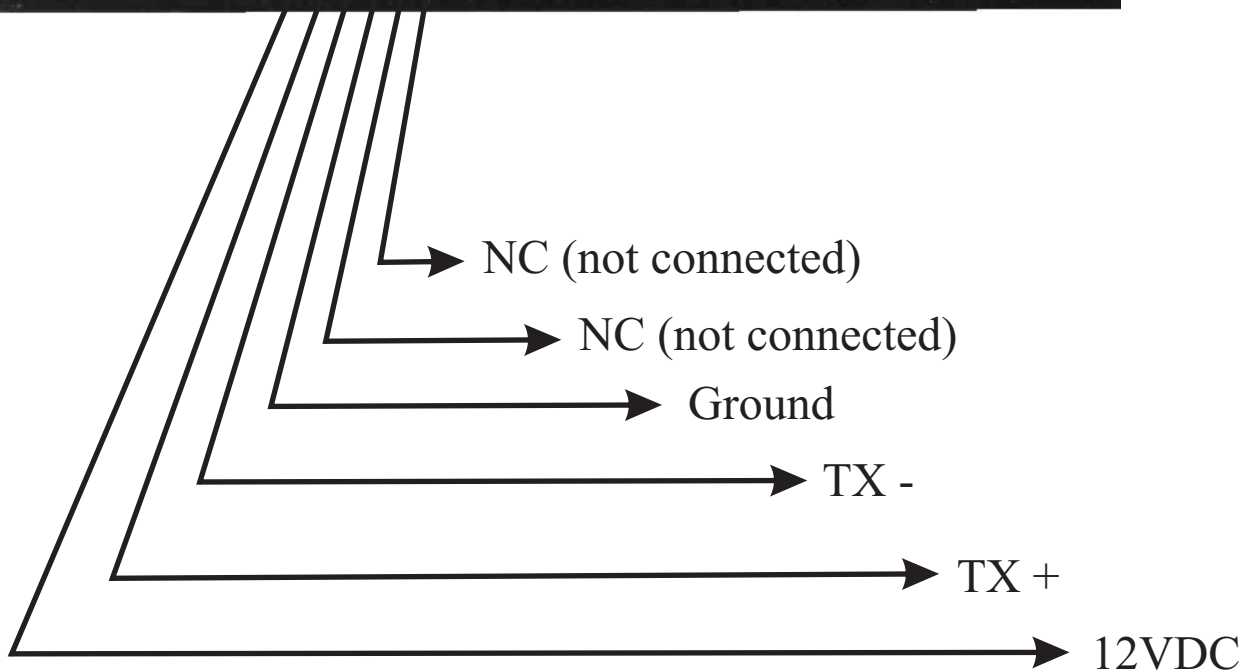 NC (not connected)
NC (not connected)
Ground
TX -
TX +
12VDC